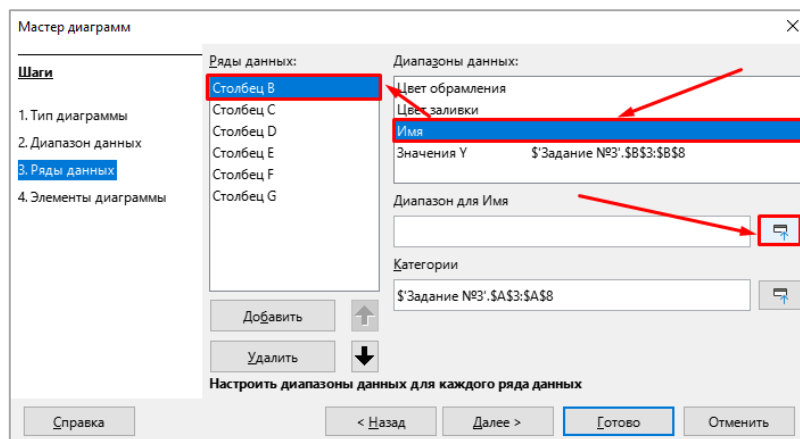 Мастер диаграмм
Шаги
1. Тип диаграммы
2. Диапазон данных
3. Ряды данных
4. Элементы диаграммы
Ряды данных:
Столбец B
Столбец C
Столбец D
Столбец E
Столбец F
Столбец G
Добавить
Удалить
Диапазоны данных:
Цвет обрамления
Цвет заливки
Имя
Значения Y $'Задание №3'.$B$3:$B$8
Диапазон для Имя
Категории
$'Задание №3'.$A$3:$A$8
Настроить диапазоны данных для каждого ряда данных
Справка
< Назад
Далее >
Готово
Отменить